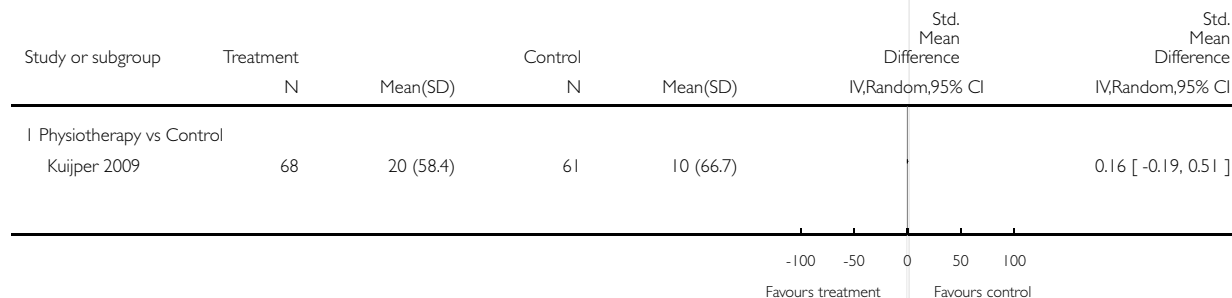 Std.
Mean
Difference
Std.
Mean
Difference
Study or subgroup Treatment Control
N Mean(SD) N Mean(SD) IV,Random,95% CI IV,Random,95% CI
1 Physiotherapy vs Control
Kuijper 2009 68 20 (58.4) 61 10 (66.7) 0.16 [ -0.19, 0.51 ]
-100 -50 0 50 100
Favours treatment Favours control